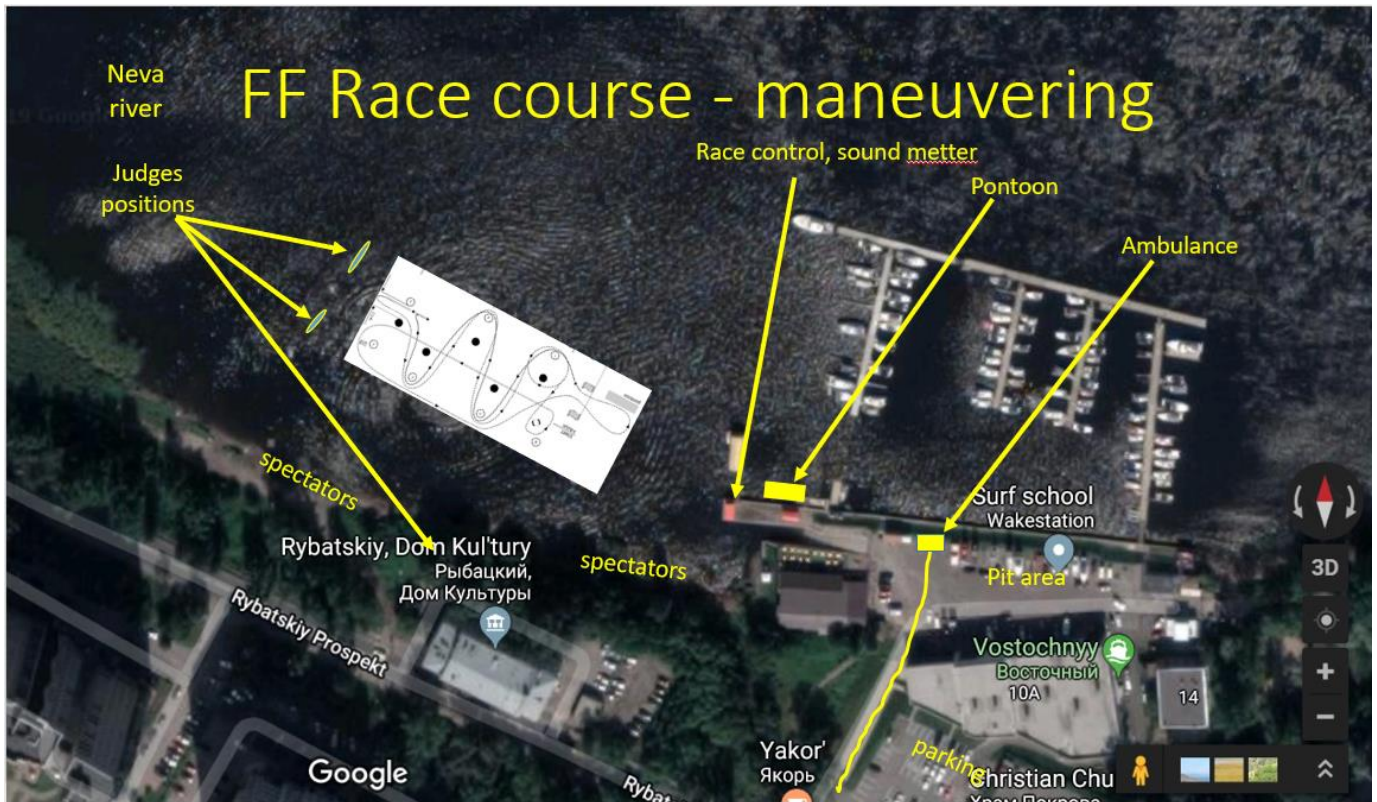 Neva
river
FF Race course - maneuvering
Race control, sound metter
Judges
positions
Pontoon
Ambulance
spectators
Surf school
Wakestation
Rybatskiy, Dom Kul'tury
Рыбацкий,
Дом Культуры
spectators
Pit area
3D
Rybatskiy Prospekt
Vostochnyy
Восточный
10A
14
Yakor'
Якорь
parking
Google
Christian Chu
Храм Покрова